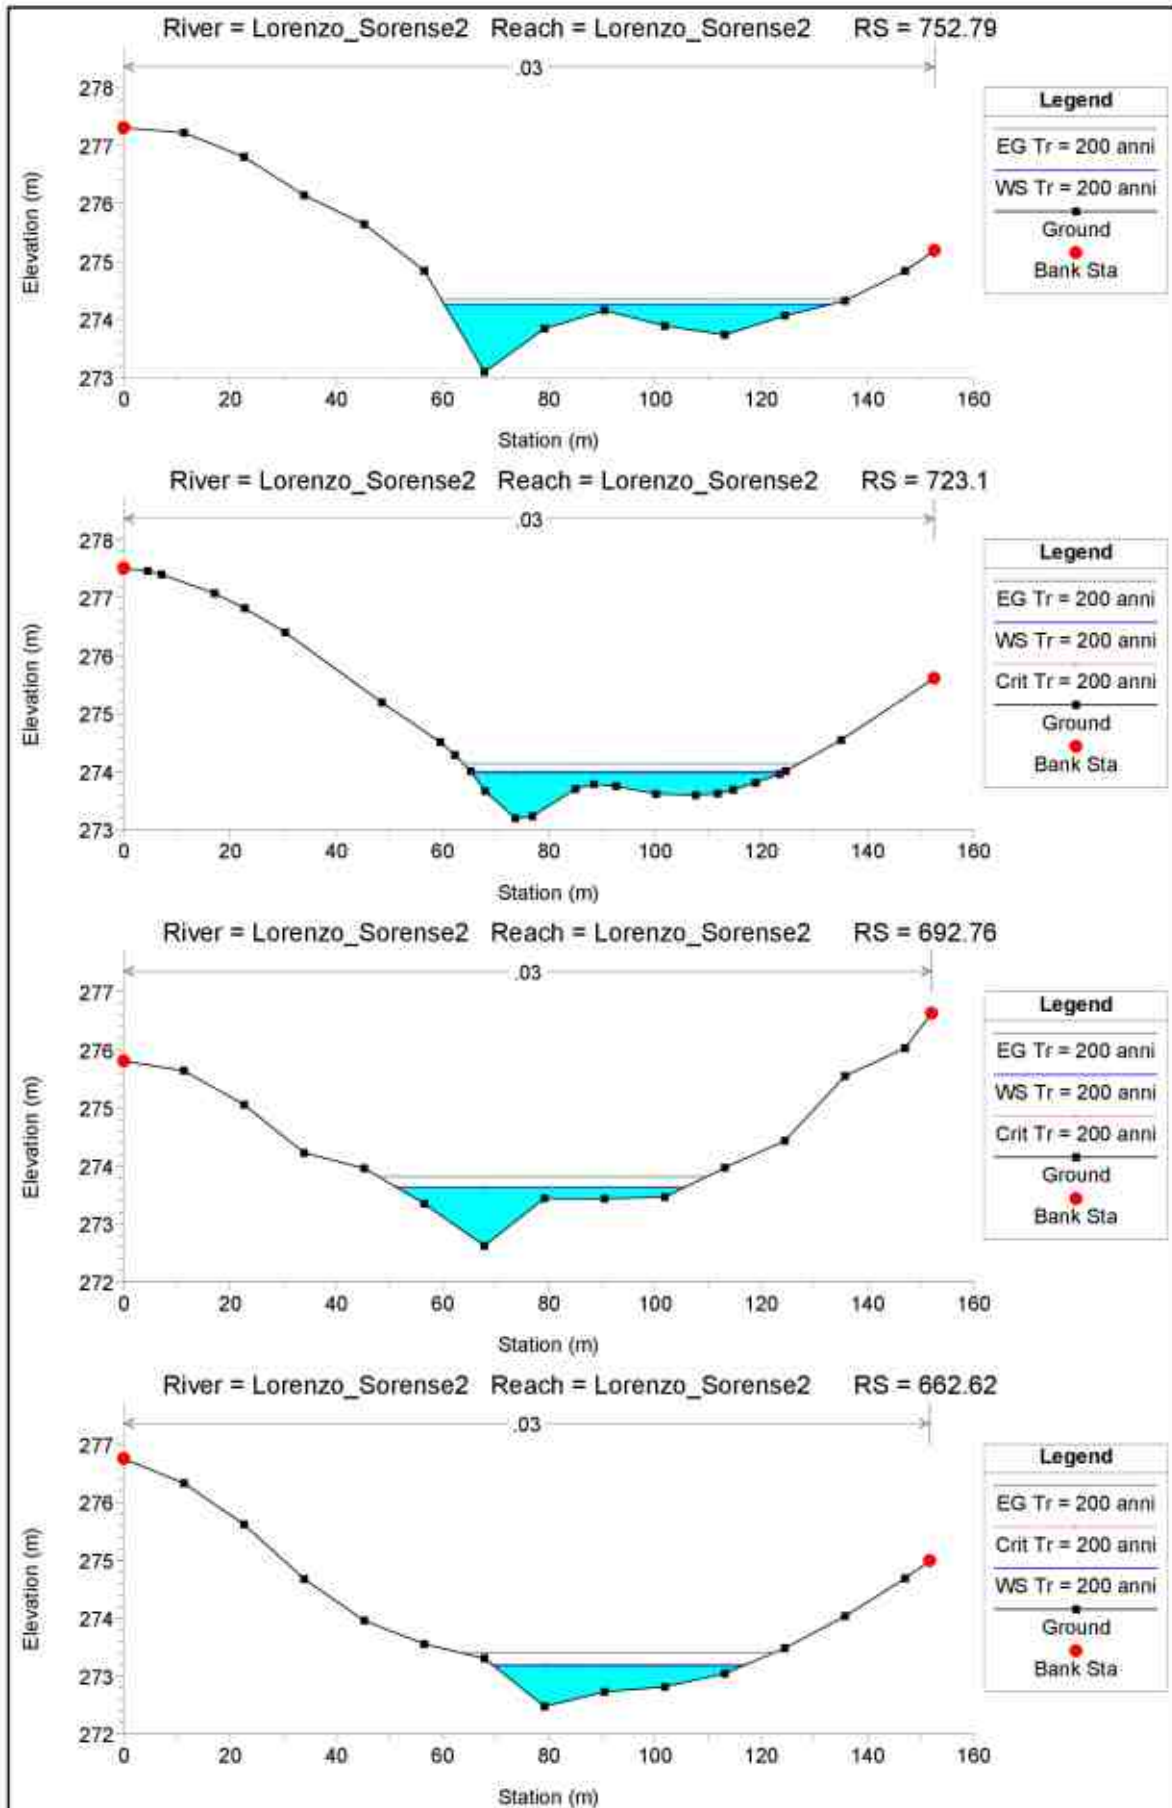 River = Lorenzo_Sorense2 Reach = Lorenzo_Sorense2 RS = 752.79
.03
Legend
EG Tr = 200 anni
WS Tr = 200 anni
Ground
Bank Sta
Elevation (m)
278
277
276
275
274
273
0 20 40 60 80 100 120 140 160
Station (m)
River = Lorenzo_Sorense2 Reach = Lorenzo_Sorense2 RS = 723.1
.03
Legend
EG Tr = 200 anni
WS Tr = 200 anni
Crit Tr = 200 anni
Ground
Bank Sta
Elevation (m)
278
277
276
275
274
273
0 20 40 60 80 100 120 140 160
Station (m)
River = Lorenzo_Sorense2 Reach = Lorenzo_Sorense2 RS = 692.76
.03
Legend
EG Tr = 200 anni
WS Tr = 200 anni
Crit Tr = 200 anni
Ground
Bank Sta
Elevation (m)
277
276
275
274
273
272
0 20 40 60 80 100 120 140 160
Station (m)
River = Lorenzo_Sorense2 Reach = Lorenzo_Sorense2 RS = 662.62
.03
Legend
EG Tr = 200 anni
Crit Tr = 200 anni
WS Tr = 200 anni
Ground
Bank Sta
Elevation (m)
277
276
275
274
273
272
0 20 40 60 80 100 120 140 160
Station (m)